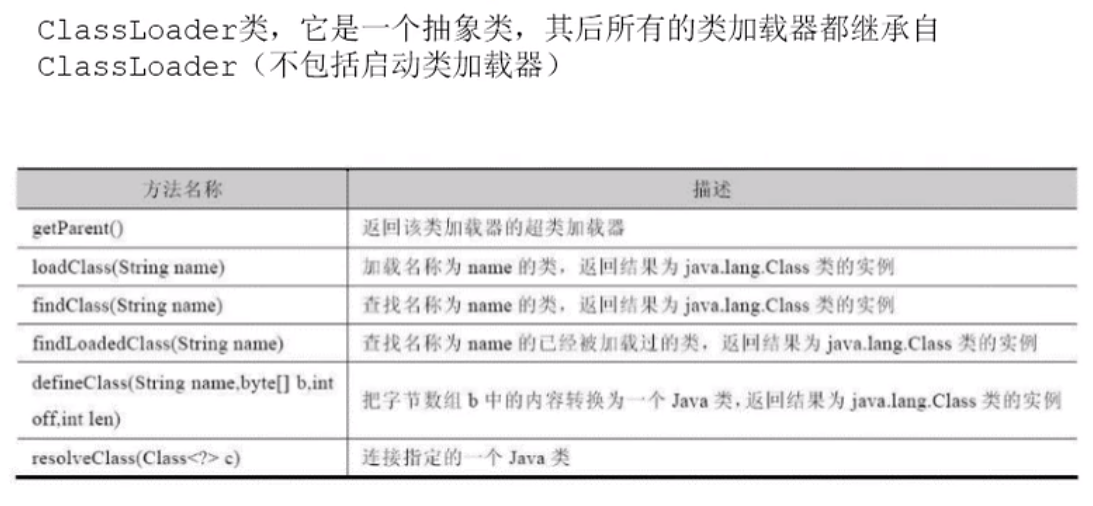 ClassLoader类，它是一个抽象类，其后所有的类加载器都继承自
ClassLoader（不包括启动类加载器）
方法名称 描述
getParent() 返回该类加载器的超类加载器
loadClass(String name) 加载名称为 name 的类，返回结果为 java.lang.Class 类的实例
findClass(String name) 查找名称为 name 的类，返回结果为 java.lang.Class 类的实例
findLoadedClass(String name) 查找名称为 name 的已经被加载过的类，返回结果为 java.lang.Class 类的实例
defineClass(String name,byte[] b,int
off,int len) 把字节数组 b 中的内容转换为一个 Java 类，返回结果为 java.lang.Class 类的实例
resolveClass(Class<?> c) 连接指定的一个 Java 类